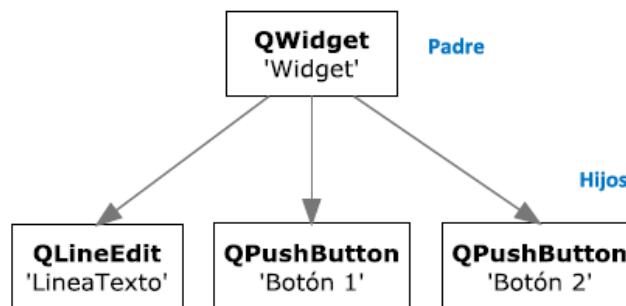 QWidget
'Widget'
Padre
Hijos
QLineEdit
'LineaTexto'
QPushButton
'Botón 1'
QPushButton
'Botón 2'